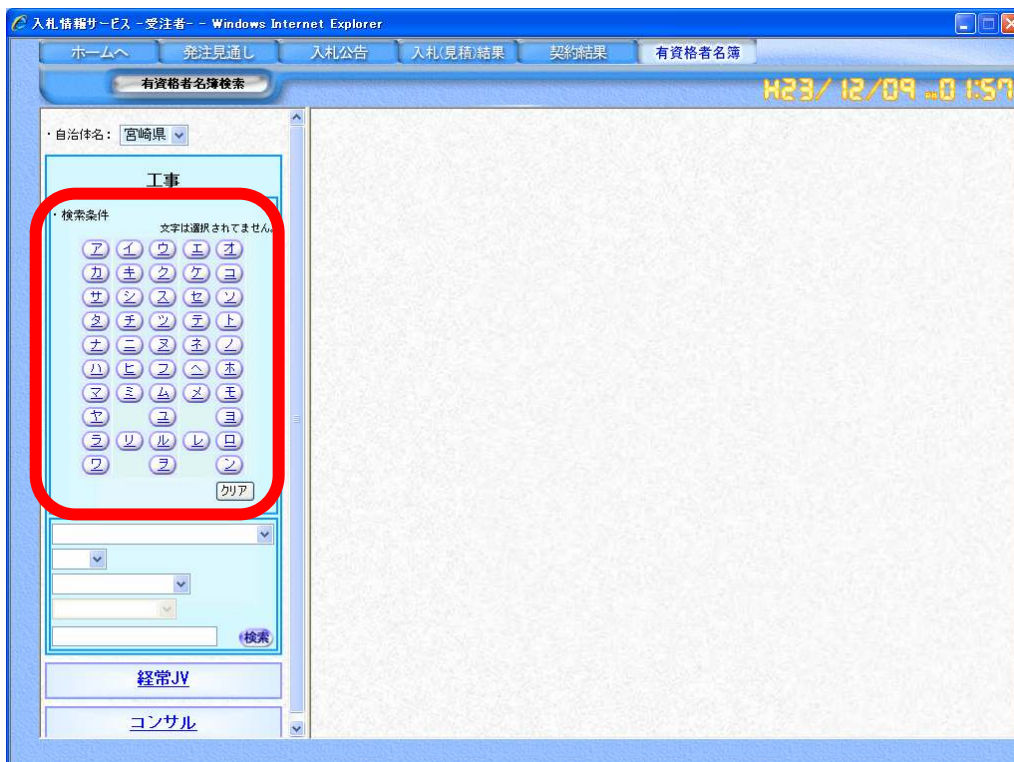 入札情報サービス -受注者- - Windows Internet Explorer
ホームへ 発注見通し 入札公告 入札(見積)結果 契約結果 有資格者名簿
有資格者名簿検索
H23/12/09 PM 01:57
・自治体名: 宮崎県
工事
・検索条件
文字は選択されてません。
ア イ ウ エ オ
カ キ ク ケ コ
サ シ ス セ ソ
タ チ ツ テ ト
ナ ニ ヌ ネ ノ
ハ ヒ フ ヘ ホ
マ ミ ム メ モ
ヤ ユ ヨ
ラ リ ル レ ロ
ワ ヲ ン
クリア
検索
経常JV
コンサル